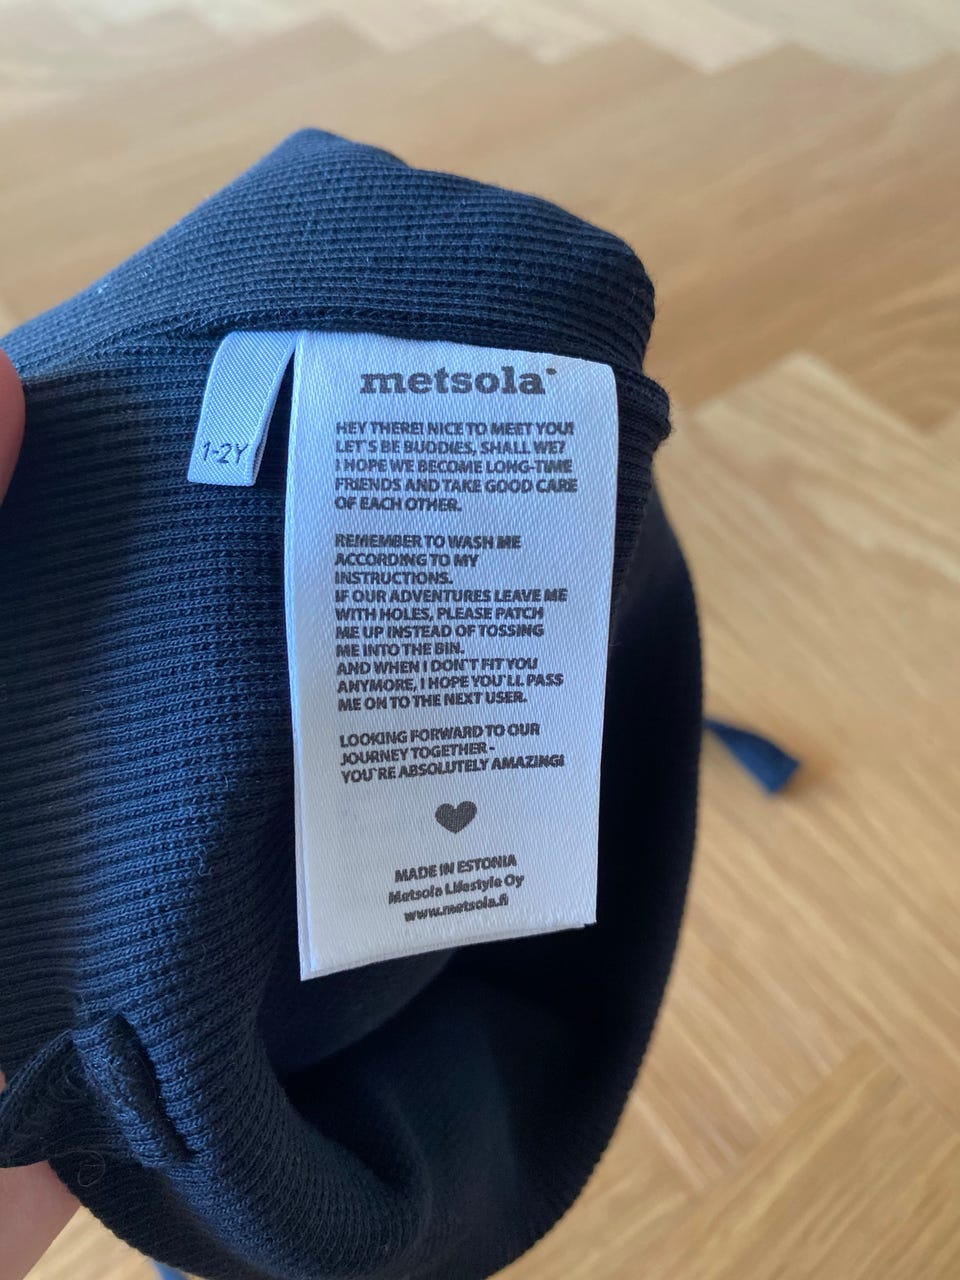 metsola
1-2Y
HEY THERE! NICE TO MEET YOU!
LET'S BE BUDDIES, SHALL WE?
I HOPE WE BECOME LONG-TIME
FRIENDS AND TAKE GOOD CARE
OF EACH OTHER.
REMEMBER TO WASH ME
ACCORDING TO MY
INSTRUCTIONS.
IF OUR ADVENTURES LEAVE ME
WITH HOLES, PLEASE PATCH
ME UP INSTEAD OF TOSSING
ME INTO THE BIN.
AND WHEN I DON'T FIT YOU
ANYMORE, I HOPE YOU'LL PASS
ME ON TO THE NEXT USER.
LOOKING FORWARD TO OUR
JOURNEY TOGETHER -
YOU'RE ABSOLUTELY AMAZING!
MADE IN ESTONIA
Metsola Lifestyle Oy
www.metsola.fi